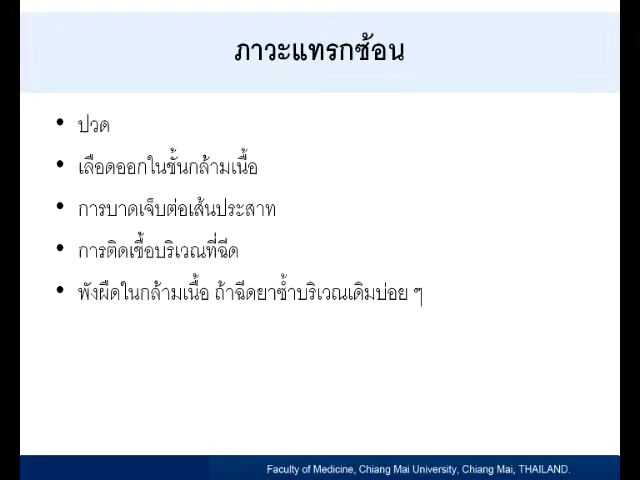 ภาวะแทรกซ้อน
• ปวด
• เลือดออกในชั้นกล้ามเนื้อ
• การบาดเจ็บต่อเส้นประสาท
• การติดเชื้อบริเวณที่ฉีด
• พังผืดในกล้ามเนื้อ ถ้าฉีดยาซ้ำบริเวณเดิมบ่อย ๆ
Faculty of Medicine, Chiang Mai University, Chiang Mai, THAILAND.